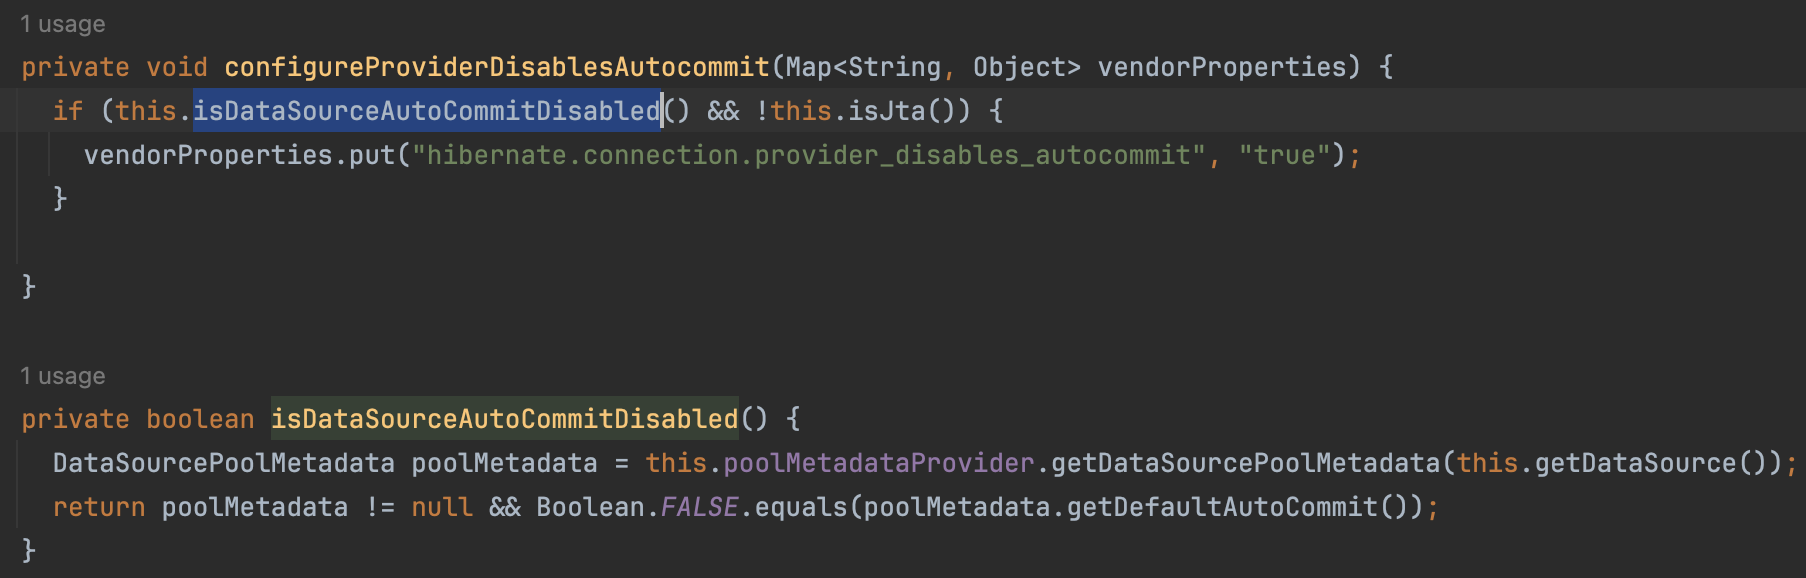 1 usage
private void configureProviderDisablesAutocommit(Map<String, Object> vendorProperties) {
if (this.isDataSourceAutoCommitDisabled() && !this.isJta()) {
vendorProperties.put("hibernate.connection.provider_disables_autocommit", "true");
}
}
1 usage
private boolean isDataSourceAutoCommitDisabled() {
DataSourcePoolMetadata poolMetadata = this.poolMetadataProvider.getDataSourcePoolMetadata(this.getDataSource());
return poolMetadata != null && Boolean.FALSE.equals(poolMetadata.getDefaultAutoCommit());
}